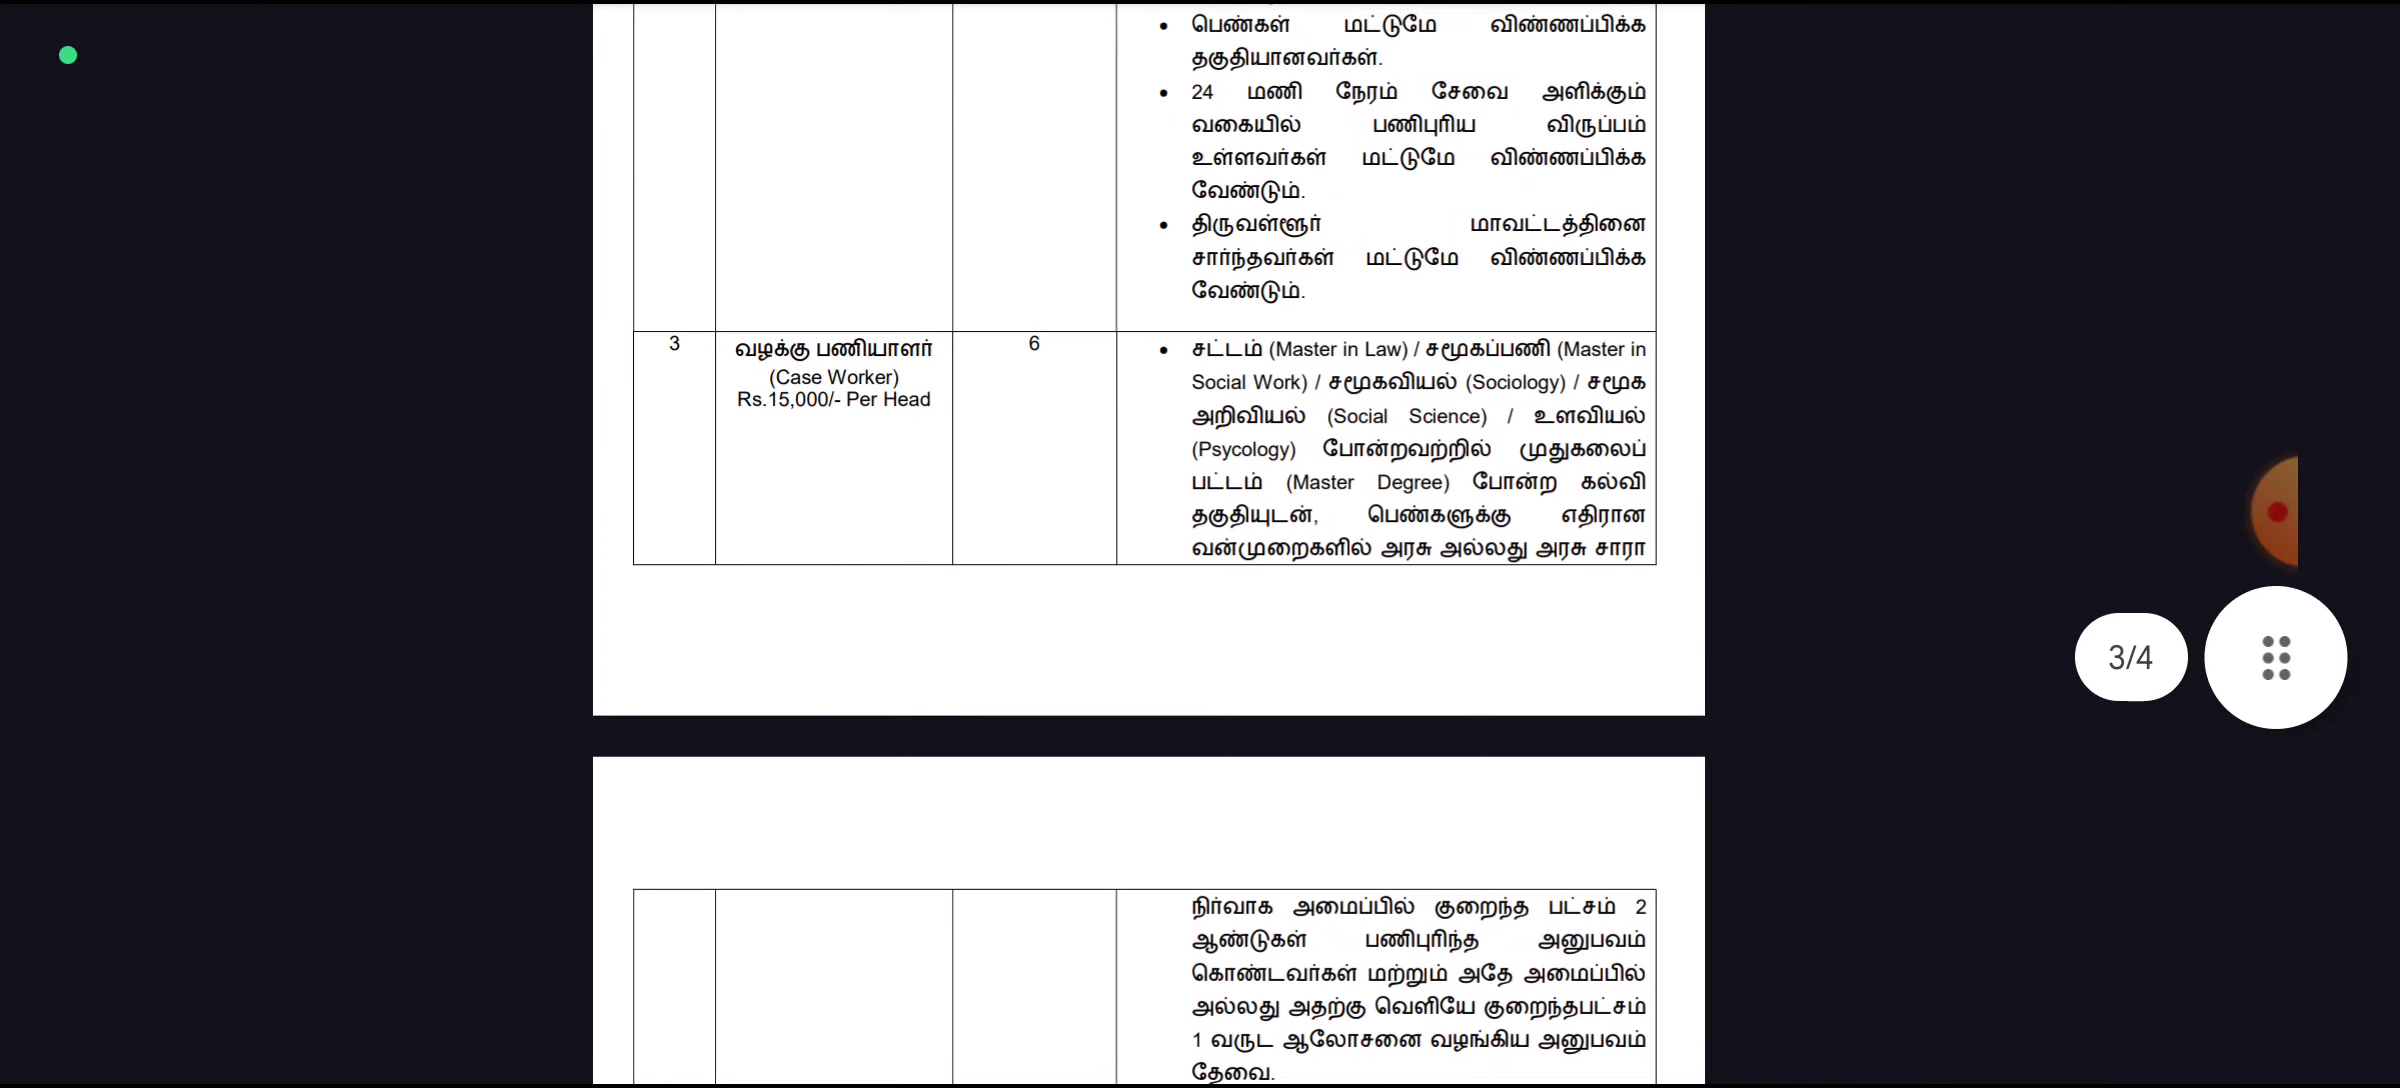 • பெண்கள் மட்டுமே விண்ணப்பிக்க
தகுதியானவர்கள்.
• 24 மணி நேரம் சேவை அளிக்கும்
வகையில் பணிபுரிய விருப்பம்
உள்ளவர்கள் மட்டுமே விண்ணப்பிக்க
வேண்டும்.
• திருவள்ளூர் மாவட்டத்தினை
சார்ந்தவர்கள் மட்டுமே விண்ணப்பிக்க
வேண்டும்.
3
வழக்கு பணியாளர்
(Case Worker)
Rs.15,000/- Per Head
6
• சட்டம் (Master in Law) / சமூகப்பணி (Master in
Social Work) / சமூகவியல் (Sociology) / சமூக
அறிவியல் (Social Science) / உளவியல்
(Psycology) போன்றவற்றில் முதுகலைப்
பட்டம் (Master Degree) போன்ற கல்வி
தகுதியுடன், பெண்களுக்கு எதிரான
வன்முறைகளில் அரசு அல்லது அரசு சாரா
3/4
நிர்வாக அமைப்பில் குறைந்த பட்சம் 2
ஆண்டுகள் பணிபுரிந்த அனுபவம்
கொண்டவர்கள் மற்றும் அதே அமைப்பில்
அல்லது அதற்கு வெளியே குறைந்தபட்சம்
1 வருட ஆலோசனை வழங்கிய அனுபவம்
தேவை.